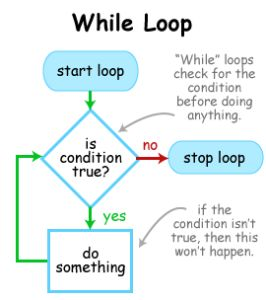 While Loop
start loop
"While" loops
check for the
condition
before doing
anything.
is
condition
true?
no
stop loop
yes
do
something
if the
condition isn't
true, then this
won't happen.